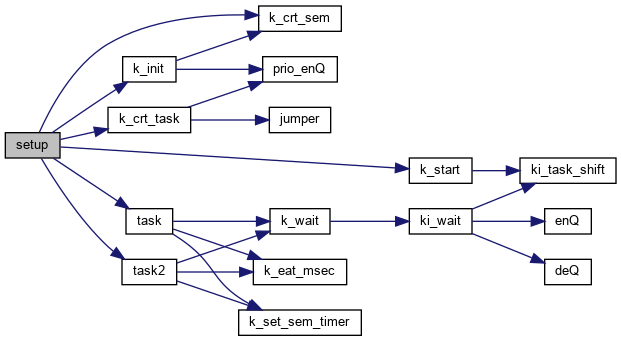 k_crt_sem
k_init
prio_enQ
k_crt_task
jumper
setup
k_start
ki_task_shift
task
k_wait
ki_wait
enQ
task2
k_eat_msec
deQ
k_set_sem_timer